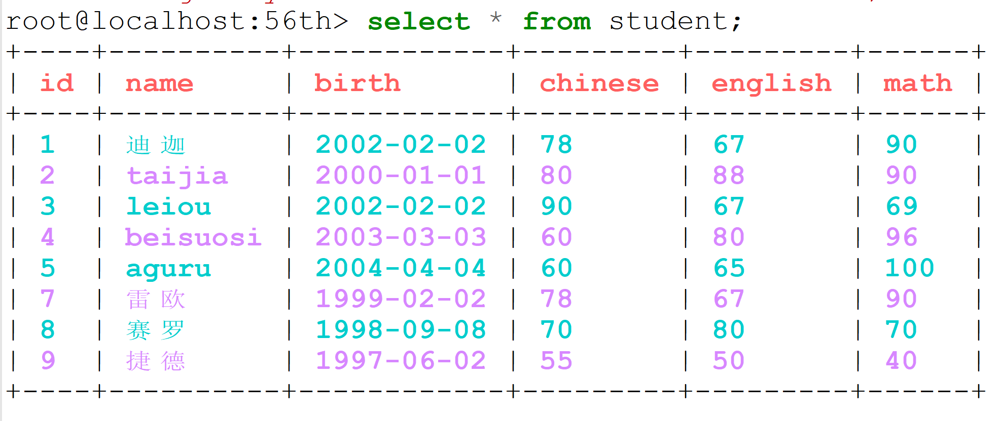 root@localhost:56th> select * from student;
+----+----------+------------+---------+---------+------+
| id | name     | birth      | chinese | english | math |
+----+----------+------------+---------+---------+------+
| 1  | 迪迦     | 2002-02-02 | 78      | 67      | 90   |
| 2  | taijia   | 2000-01-01 | 80      | 88      | 90   |
| 3  | leiou    | 2002-02-02 | 90      | 67      | 69   |
| 4  | beisuosi | 2003-03-03 | 60      | 80      | 96   |
| 5  | aguru    | 2004-04-04 | 60      | 65      | 100  |
| 7  | 雷欧     | 1999-02-02 | 78      | 67      | 90   |
| 8  | 赛罗     | 1998-09-08 | 70      | 80      | 70   |
| 9  | 捷德     | 1997-06-02 | 55      | 50      | 40   |
+----+----------+------------+---------+---------+------+